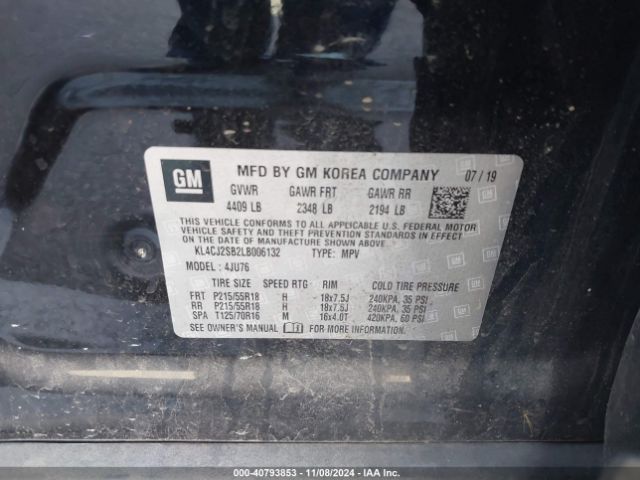 GM
MFD BY GM KOREA COMPANY 07/19
GVWR GAWR FRT GAWR RR
4409 LB 2348 LB 2194 LB
THIS VEHICLE CONFORMS TO ALL APPLICABLE U.S. FEDERAL MOTOR
VEHICLE SAFETY AND THEFT PREVENTION STANDARDS IN EFFECT
ON THE DATE OF MANUFACTURE SHOWN ABOVE.
KL4CJ2SB2LB006132 TYPE: MPV
MODEL: 4JU76
TIRE SIZE SPEED RTG RIM COLD TIRE PRESSURE
FRT P215/55R18 H 18x7.5J 240KPA, 35 PSI
RR P215/55R18 H 18x7.5J 240KPA, 35 PSI
SPA T125/70R16 M 16x4.0T 420KPA, 60 PSI
SEE OWNER'S MANUAL FOR MORE INFORMATION.
000-40793853 - 11/08/2024 - IAA Inc.